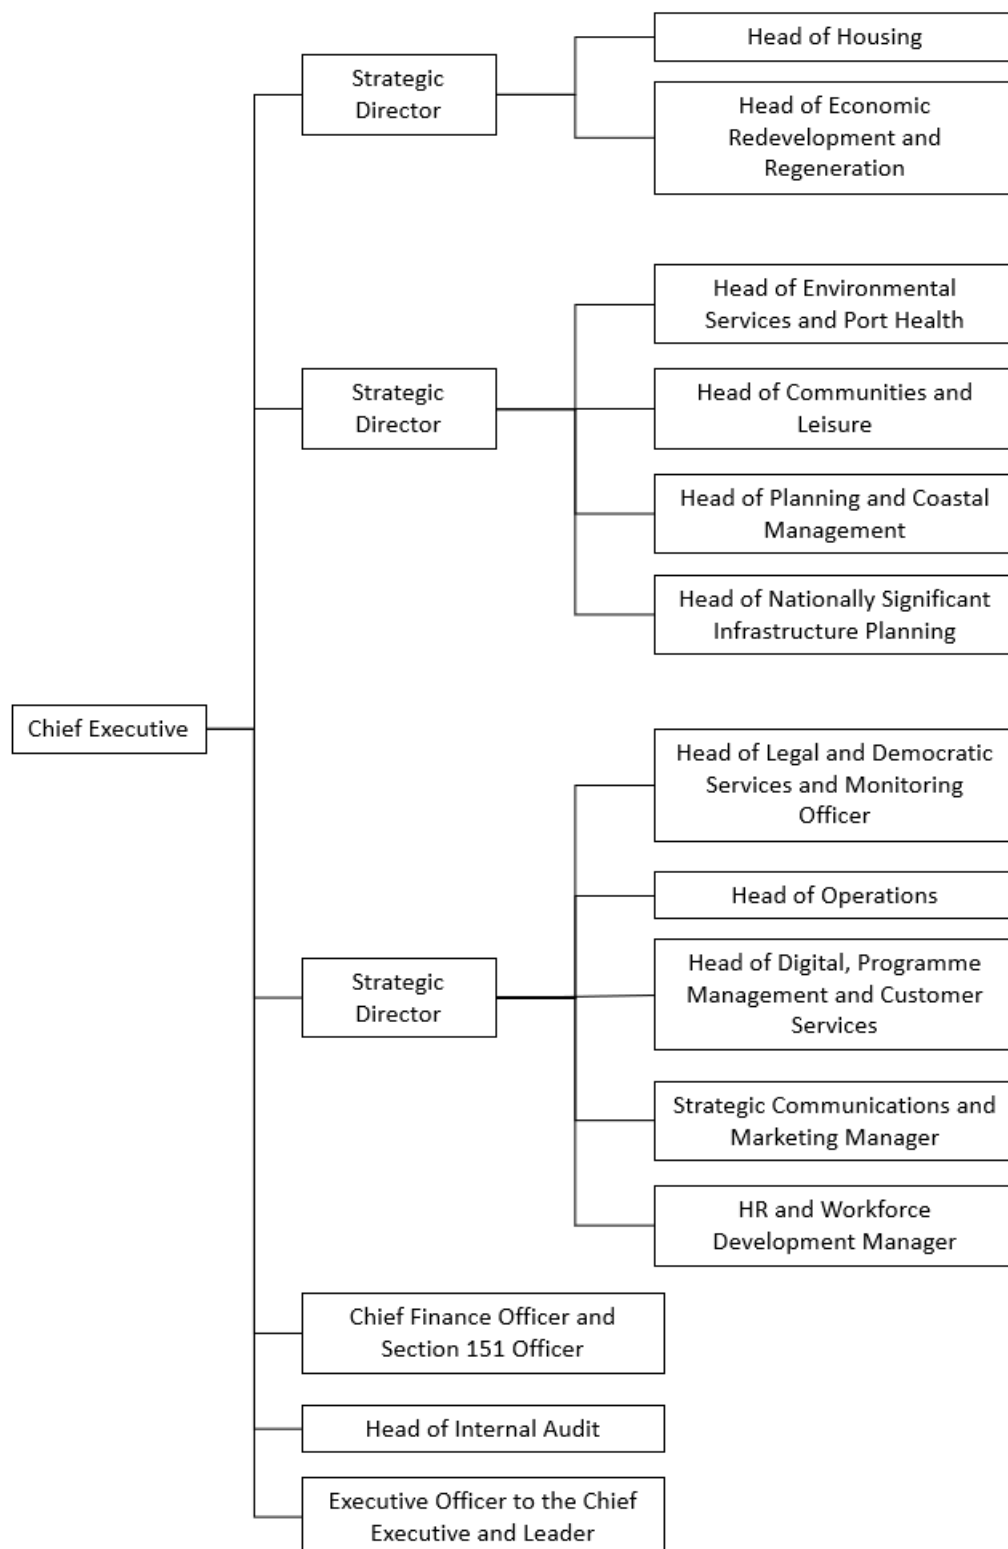 Head of Housing
Strategic
Director
Head of Economic
Redevelopment and
Regeneration
Head of Environmental
Services and Port Health
Strategic
Director
Head of Communities and
Leisure
Head of Planning and Coastal
Management
Head of Nationally Significant
Infrastructure Planning
Chief Executive
Head of Legal and Democratic
Services and Monitoring
Officer
Head of Operations
Strategic
Director
Head of Digital, Programme
Management and Customer
Services
Strategic Communications and
Marketing Manager
HR and Workforce
Development Manager
Chief Finance Officer and
Section 151 Officer
Head of Internal Audit
Executive Officer to the Chief
Executive and Leader